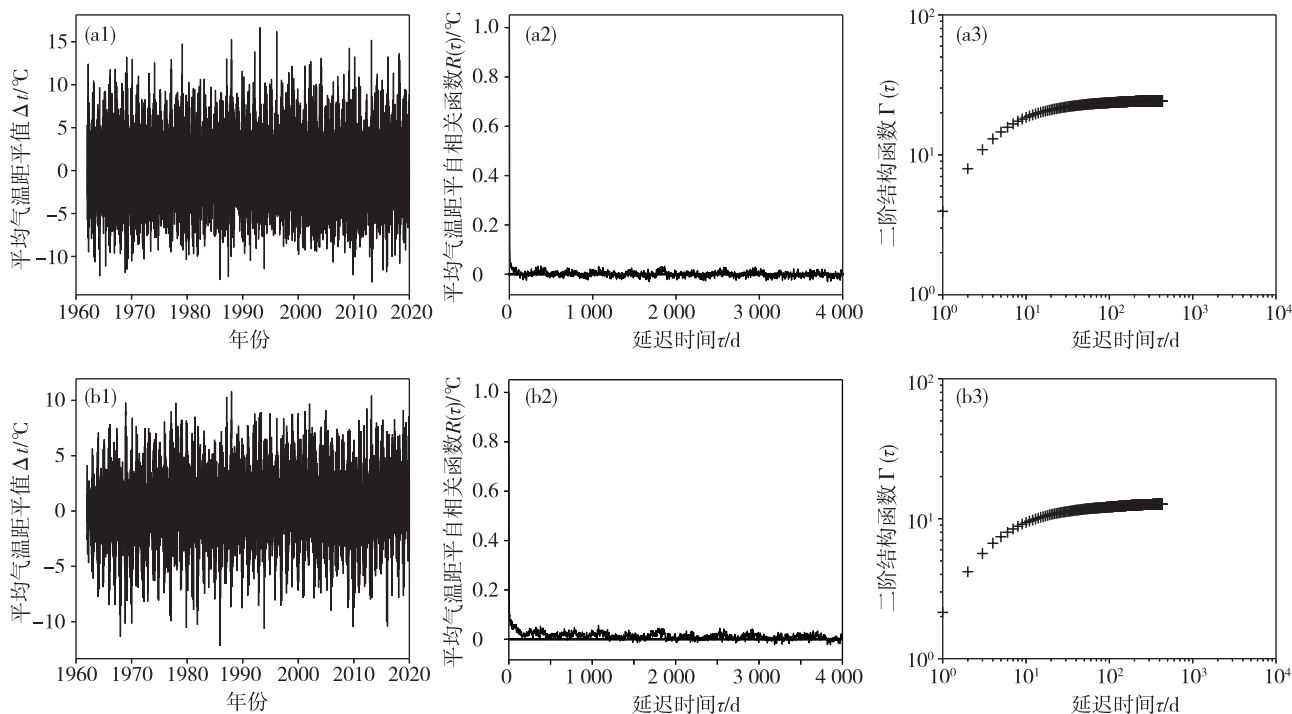 (a1)
平均气温距平值Δt/℃
15
10
5
0
−5
−10
1960 1970 1980 1990 2000 2010 2020
年份
(a2)
平均气温距平自相关函数R(τ)/℃
1.0
0.8
0.6
0.4
0.2
0
0 1 000 2 000 3 000 4 000
延迟时间τ/d
(a3)
二阶结构函数Γ(τ)
10²
10¹
10⁰
10⁰ 10¹ 10² 10³ 10⁴
延迟时间τ/d
(b1)
平均气温距平值Δt/℃
10
5
0
−5
−10
1960 1970 1980 1990 2000 2010 2020
年份
(b2)
平均气温距平自相关函数R(τ)/℃
1.0
0.8
0.6
0.4
0.2
0
0 1 000 2 000 3 000 4 000
延迟时间τ/d
(b3)
二阶结构函数Γ(τ)
10²
10¹
10⁰
10⁰ 10¹ 10² 10³ 10⁴
延迟时间τ/d